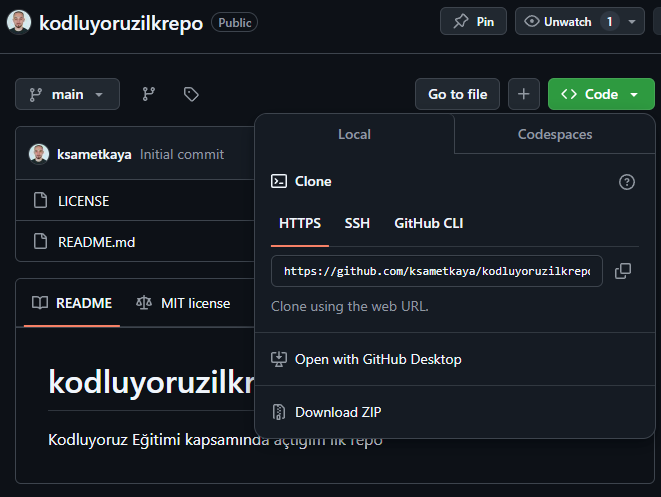 kodluyoruzilkrepo Public
Pin
Unwatch 1
main
Go to file
Code
Local
Codespaces
ksametkaya Initial commit
Clone
LICENSE
HTTPS SSH GitHub CLI
README.md
https://github.com/ksametkaya/kodluyoruzilkrepo
README MIT license
Clone using the web URL.
Open with GitHub Desktop
kodluyoruzilkr
Download ZIP
Kodluyoruz Eğitimi kapsamında açtığım ilk repo